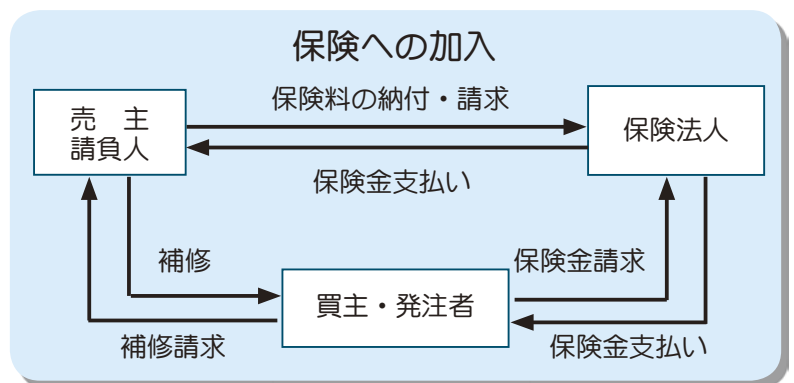 保険への加入
保険料の納付・請求
売　主
請負人
保険法人
保険金支払い
補修
保険金請求
買主・発注者
補修請求
保険金支払い